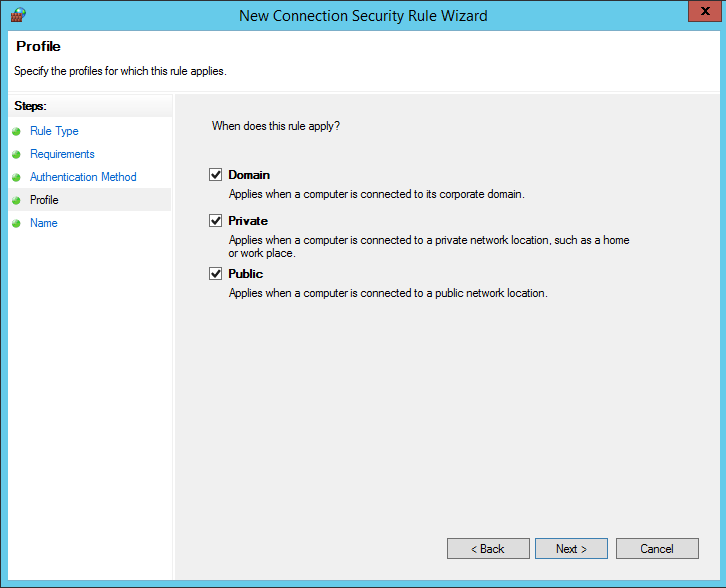 New Connection Security Rule Wizard
x
Profile
Specify the profiles for which this rule applies.
Steps:
Rule Type
Requirements
Authentication Method
Profile
Name
When does this rule apply?
Domain
Applies when a computer is connected to its corporate domain.
Private
Applies when a computer is connected to a private network location, such as a home
or work place.
Public
Applies when a computer is connected to a public network location.
< Back
Next >
Cancel